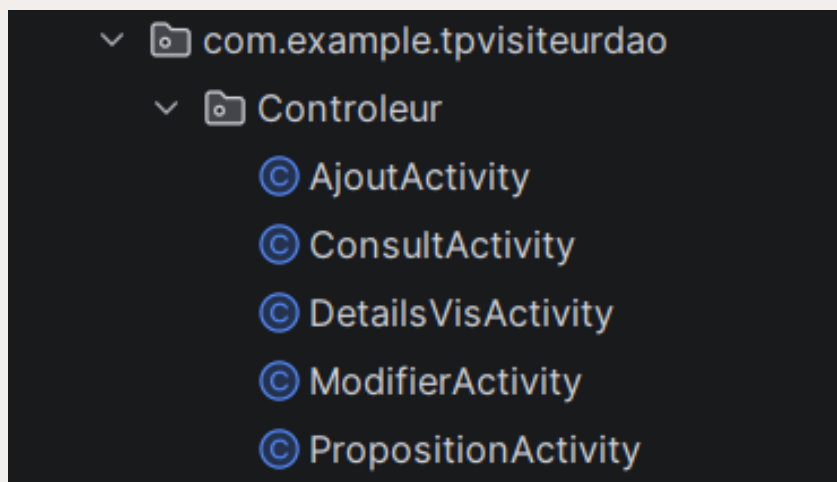 com.example.tpvisiteurdao
Controleur
AjoutActivity
ConsultActivity
DetailsVisActivity
ModifierActivity
PropositionActivity